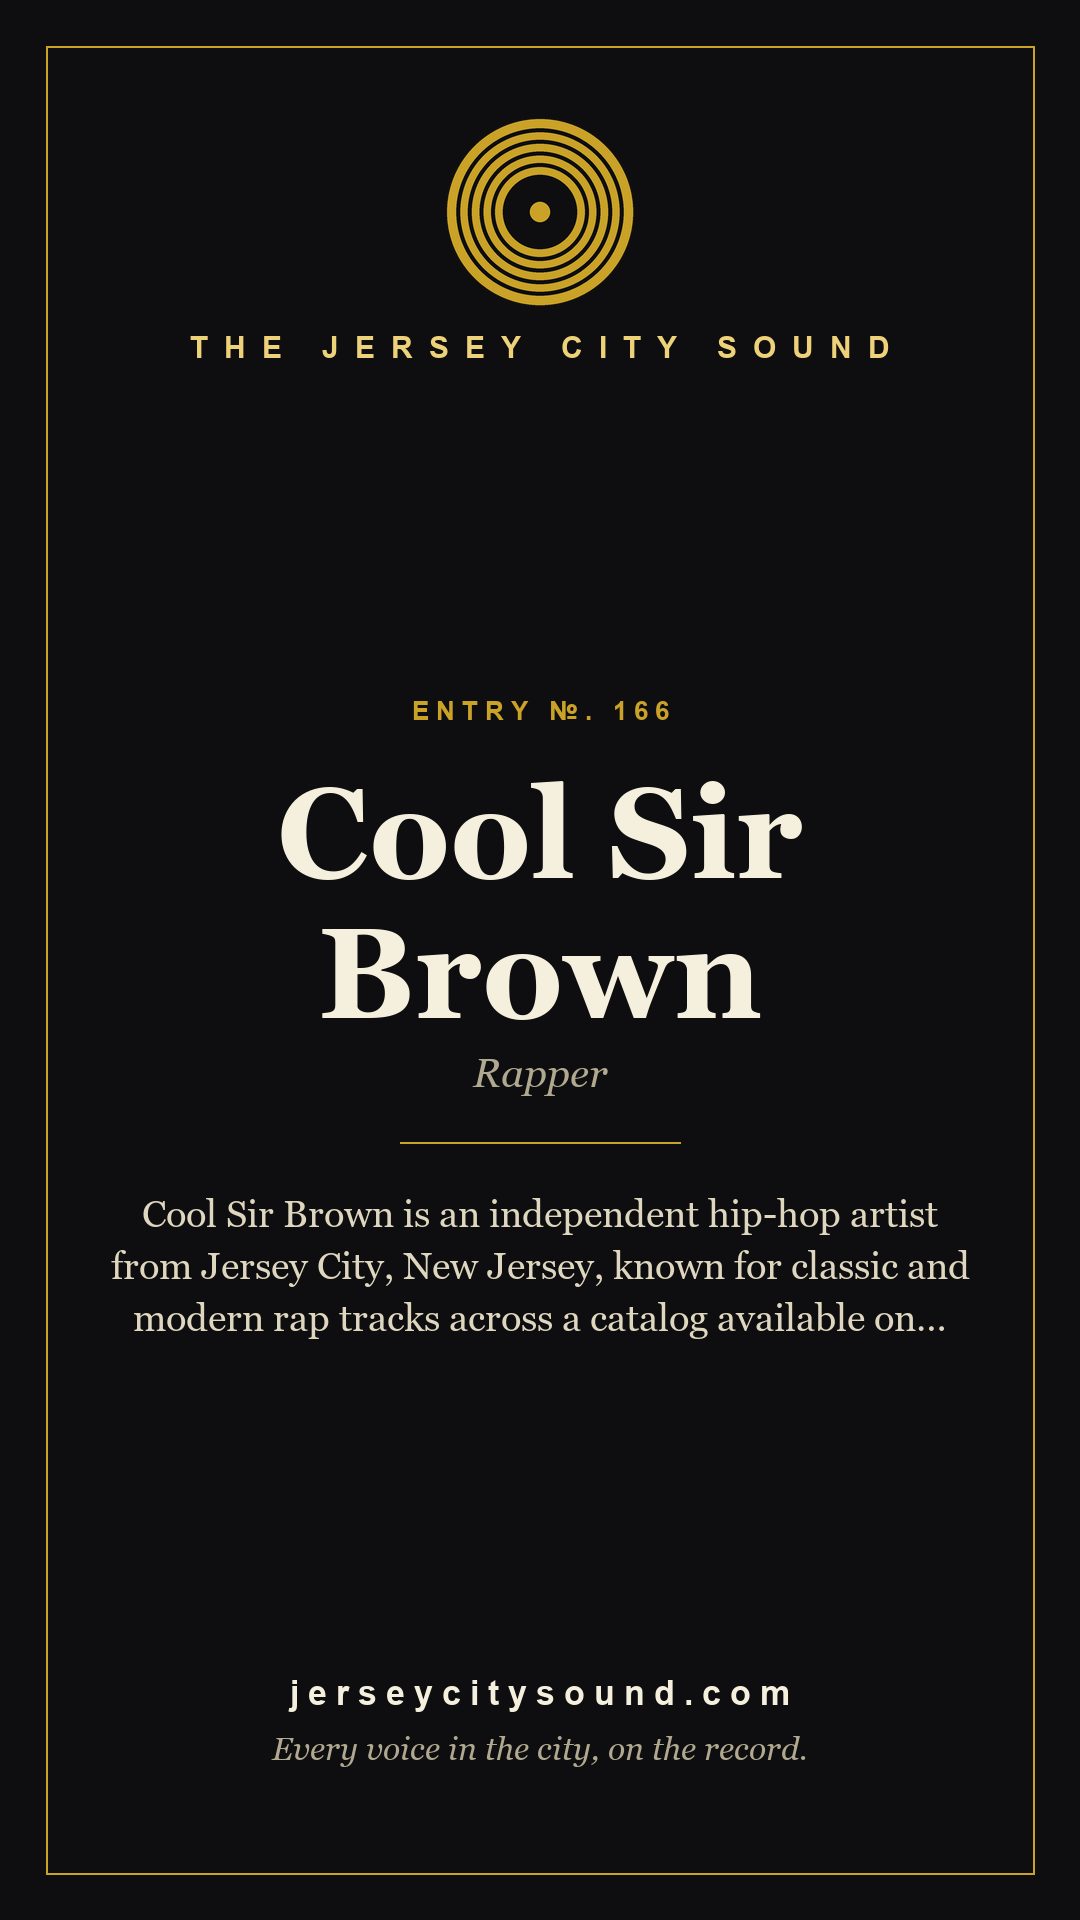 THE JERSEY CITY SOUND
ENTRY №. 166
Cool Sir
Brown
Rapper
Cool Sir Brown is an independent hip-hop artist
from Jersey City, New Jersey, known for classic and
modern rap tracks across a catalog available on...
jerseycitysound.com
Every voice in the city, on the record.